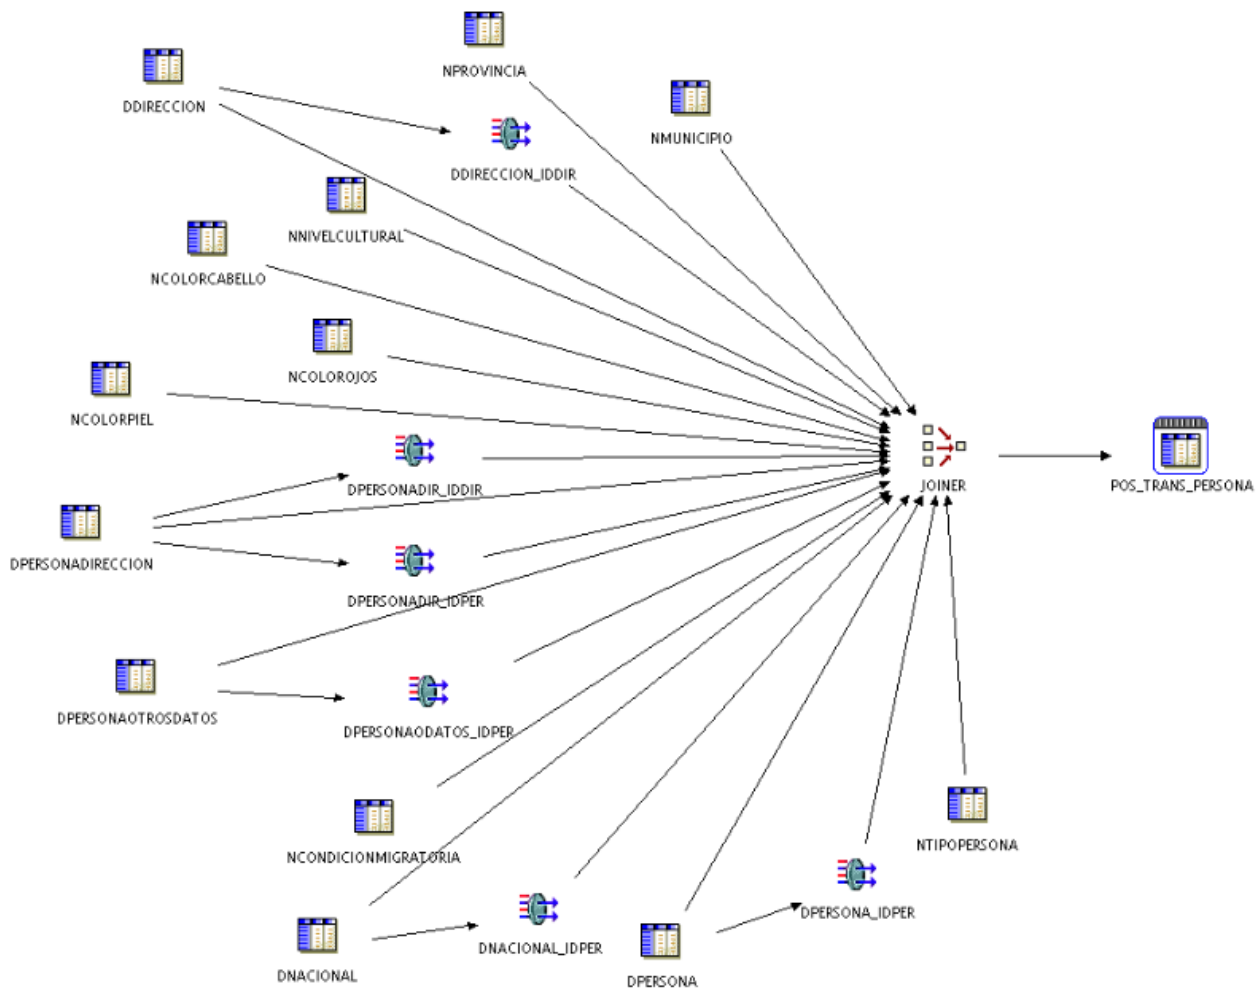 NPROVINCIA
DDIRECCION
NMUNICIPIO
DDIRECCION_IDDIR
NNIVELCULTURAL
NCOLORCABELLO
NCOLOROJOS
NCOLORPIEL
DPERSONADIR_IDDIR
JOINER
POS_TRANS_PERSONA
DPERSONADIRECCION
DPERSONADIR_IDPER
DPERSONAOTROSDATOS
DPERSONAODATOS_IDPER
NCONDICIONMIGRATORIA
NTIPOPERSONA
DPERSONA_IDPER
DNACIONAL_IDPER
DNACIONAL
DPERSONA